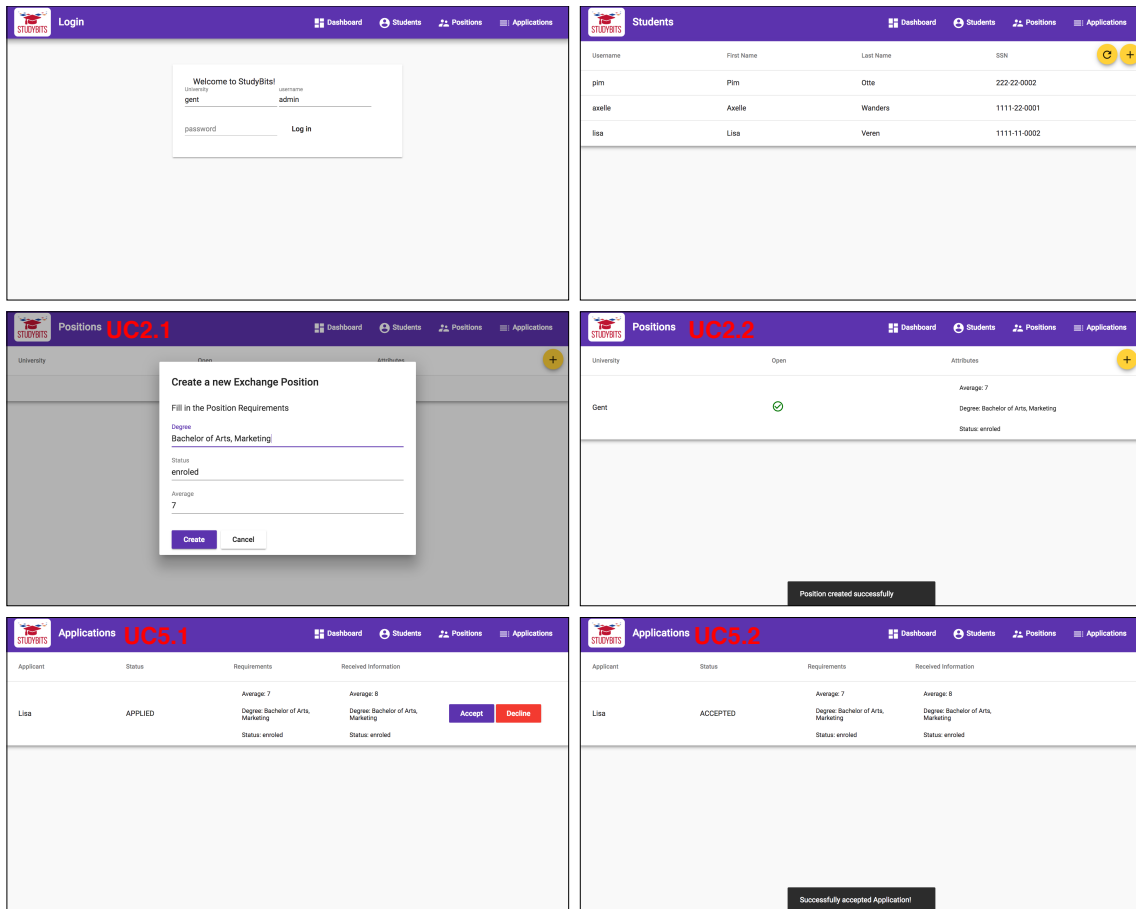 STUDYBITS
Login
Dashboard
Students
Positions
Applications
Welcome to StudyBits!
University
username
gent
admin
password
Log in
STUDYBITS
Students
Dashboard
Students
Positions
Applications
Username
First Name
Last Name
SSN
pim
Pim
Otte
222-22-0002
axelle
Axelle
Wanders
1111-22-0001
lisa
Lisa
Veren
1111-11-0002
STUDYBITS
Positions
UC2.1
Dashboard
Students
Positions
Applications
University
Open
Attributes
Create a new Exchange Position
Fill in the Position Requirements
Degree
Bachelor of Arts, Marketing
Status
enroled
Average
7
Create
Cancel
STUDYBITS
Positions
UC2.2
Dashboard
Students
Positions
Applications
University
Open
Attributes
Gent
Average: 7
Degree: Bachelor of Arts, Marketing
Status: enroled
Position created successfully
STUDYBITS
Applications
UC5.1
Dashboard
Students
Positions
Applications
Applicant
Status
Requirements
Received Information
Lisa
APPLIED
Average: 7
Degree: Bachelor of Arts,
Marketing
Status: enroled
Average: 8
Degree: Bachelor of Arts,
Marketing
Status: enroled
Accept
Decline
STUDYBITS
Applications
UC5.2
Dashboard
Students
Positions
Applications
Applicant
Status
Requirements
Received Information
Lisa
ACCEPTED
Average: 7
Degree: Bachelor of Arts,
Marketing
Status: enroled
Average: 8
Degree: Bachelor of Arts,
Marketing
Status: enroled
Successfully accepted Application!